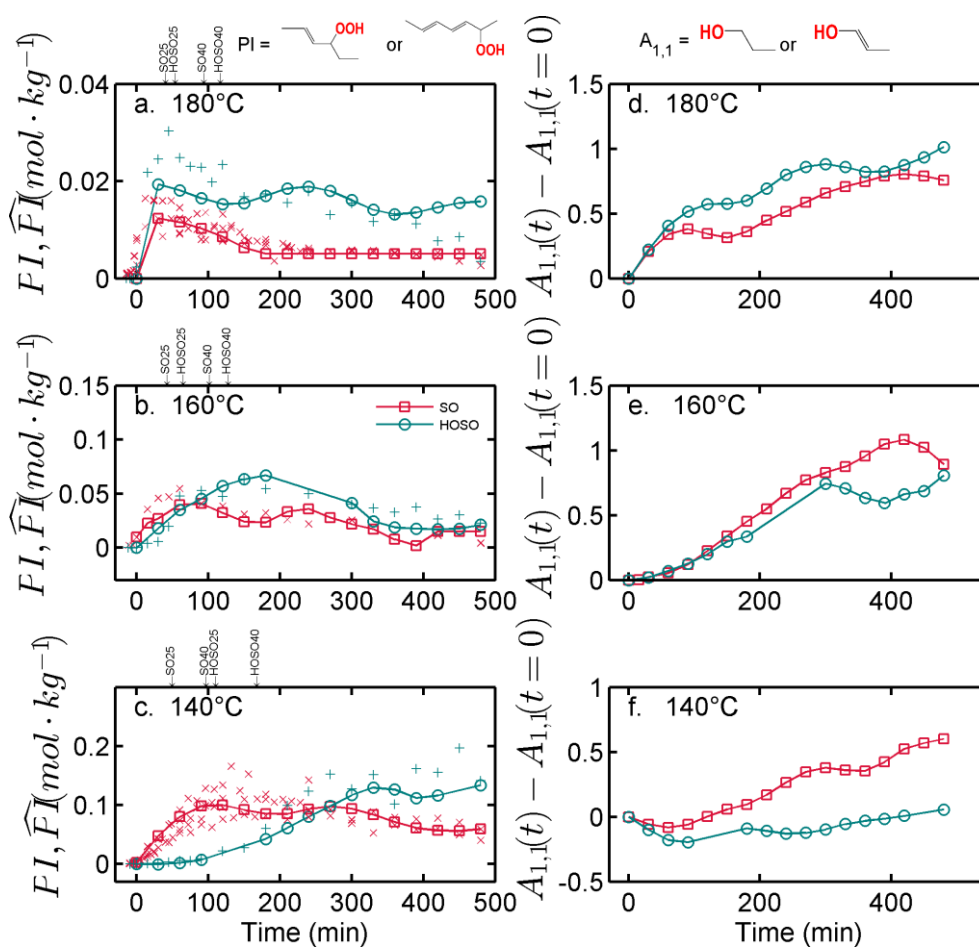 PI = OOH or OOH
A1,1 = HO or HO
SO25 HOSO25 SO40 HOSO40
a. 180°C
PI, P̂I(mol · kg⁻¹)
0.04
0.02
0
0 100 200 300 400 500
d. 180°C
A1,1(t) − A1,1(t = 0)
1.5
1
0.5
0
0 200 400
SO25 HOSO25 SO40 HOSO40
b. 160°C
SO
HOSO
PI, P̂I(mol · kg⁻¹)
0.15
0.1
0.05
0
0 100 200 300 400 500
e. 160°C
A1,1(t) − A1,1(t = 0)
1.5
1
0.5
0
0 200 400
SO25 SO40 HOSO25 HOSO40
c. 140°C
PI, P̂I(mol · kg⁻¹)
0.2
0.1
0
0 100 200 300 400 500
Time (min)
f. 140°C
A1,1(t) − A1,1(t = 0)
1
0.5
0
-0.5
0 200 400
Time (min)